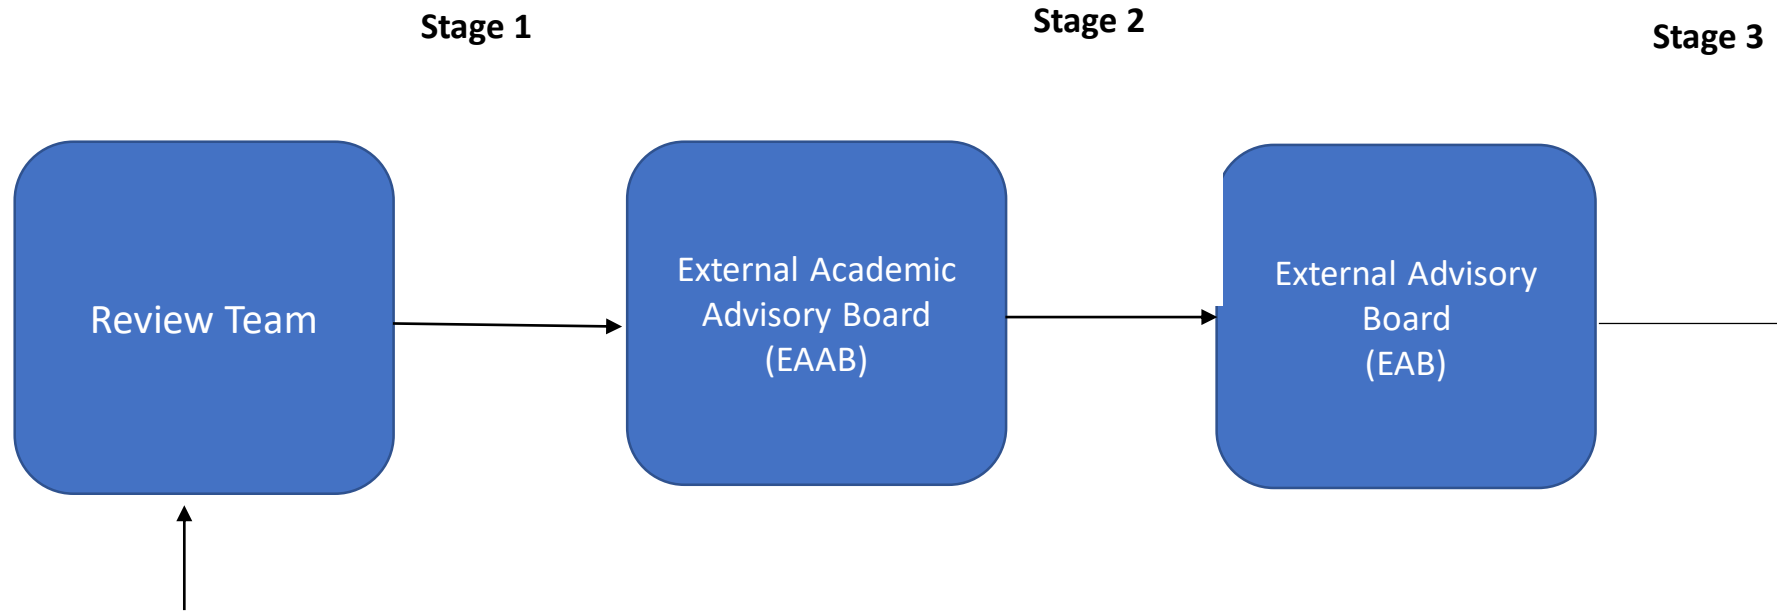 Stage 1
Stage 2
Stage 3
Review Team
External Academic
Advisory Board
(EAAB)
External Advisory
Board
(EAB)